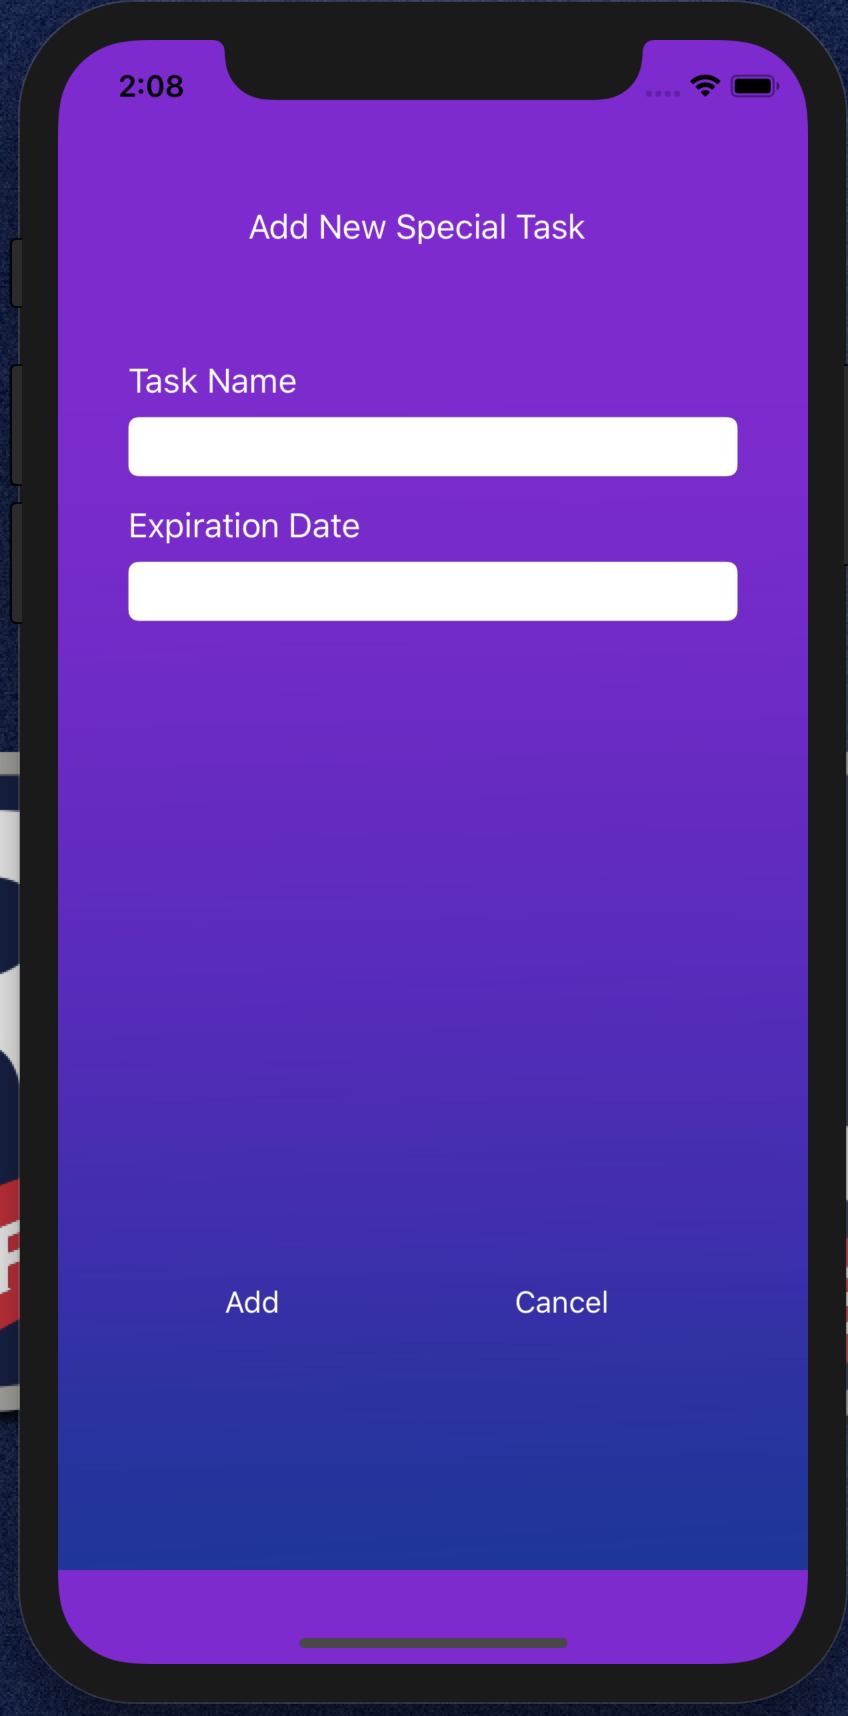 2:08
Add New Special Task
Task Name
Expiration Date
Add
Cancel